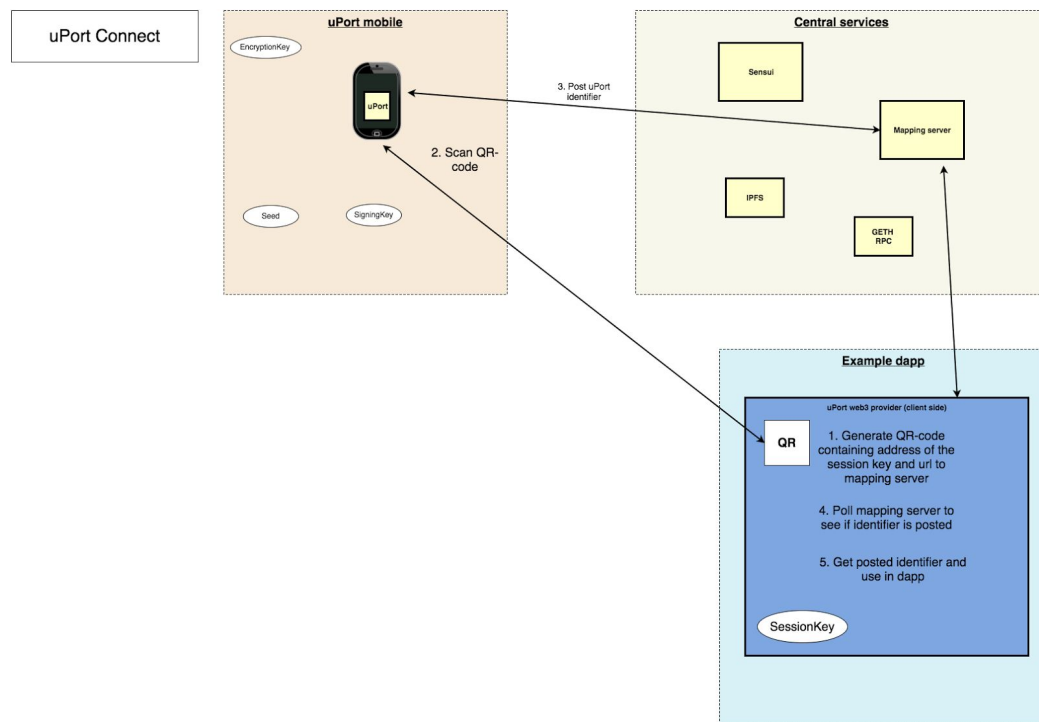 uPort Connect
uPort mobile
EncryptionKey
uPort
2. Scan QR-
code
Seed
SigningKey
3. Post uPort
identifier
Central services
Sensui
Mapping server
IPFS
GETH
RPC
Example dapp
uPort web3 provider (client side)
QR
1. Generate QR-code
containing address of the
session key and url to
mapping server
4. Poll mapping server to
see if identifier is posted
5. Get posted identifier and
use in dapp
SessionKey